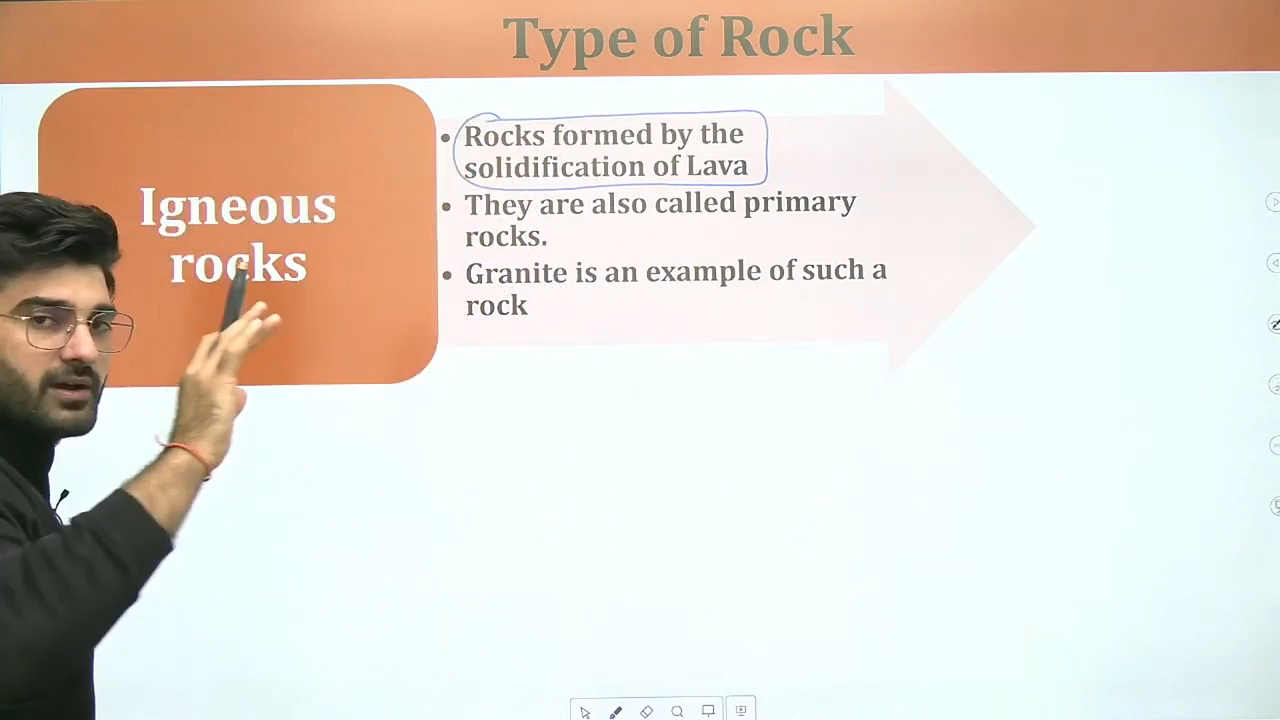 Type of Rock
Igneous
rocks
• Rocks formed by the
solidification of Lava
• They are also called primary
rocks.
• Granite is an example of such a
rock